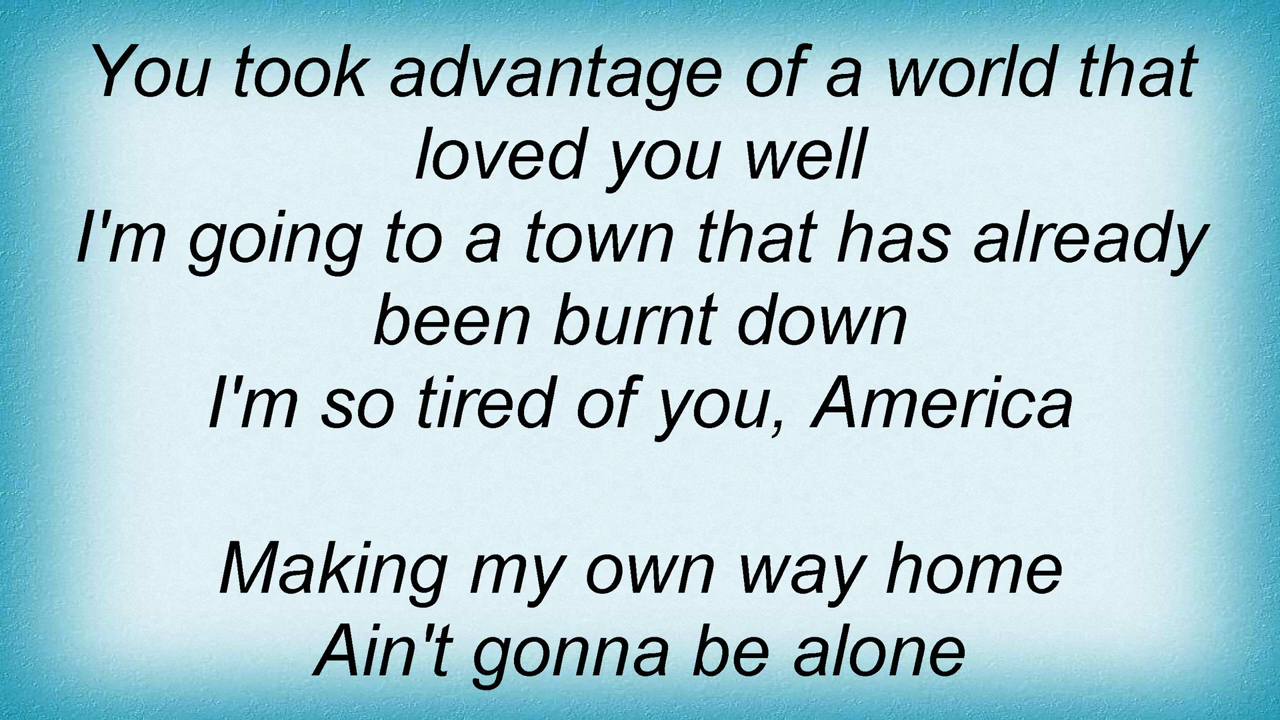 You took advantage of a world that
loved you well
I'm going to a town that has already
been burnt down
I'm so tired of you, America
Making my own way home
Ain't gonna be alone